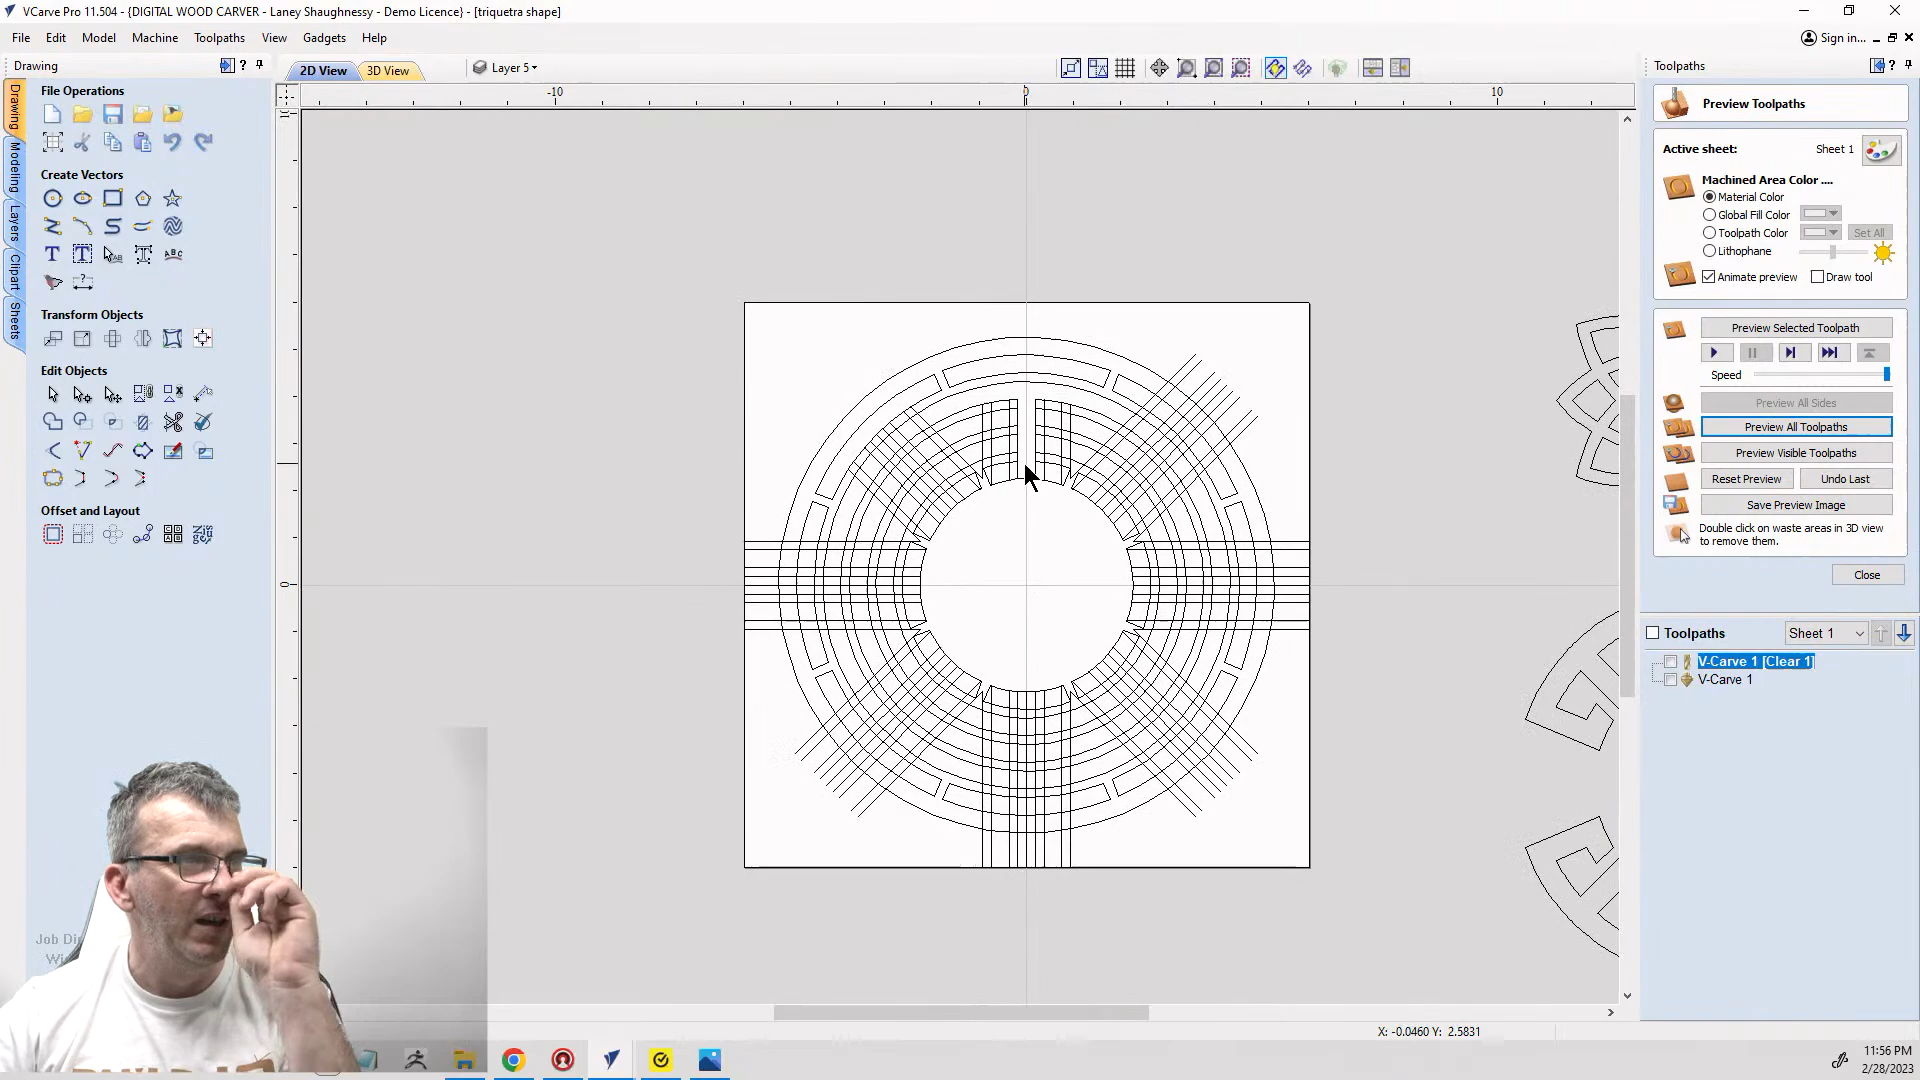 VCarve Pro 11.504 - {DIGITAL WOOD CARVER - Laney Shaughnessy - Demo Licence} - [triquetra shape]
File Edit Model Machine Toolpaths View Gadgets Help
Sign in...
Drawing
2D View
3D View
Layer 5
Toolpaths
Drawing
Modeling
Layers
Clipart
Sheets
File Operations
Create Vectors
Transform Objects
Edit Objects
Offset and Layout
-10
0
10
0
Preview Toolpaths
Active sheet: Sheet 1
Machined Area Color ....
Material Color
Global Fill Color
Toolpath Color
Set All
Lithophane
Animate preview
Draw tool
Preview Selected Toolpath
Speed
Preview All Sides
Preview All Toolpaths
Preview Visible Toolpaths
Reset Preview
Undo Last
Save Preview Image
Double click on waste areas in 3D view
to remove them.
Close
Toolpaths
Sheet 1
V-Carve 1 [Clear 1]
V-Carve 1
X: -0.0460 Y: 2.5831
11:56 PM
2/28/2023